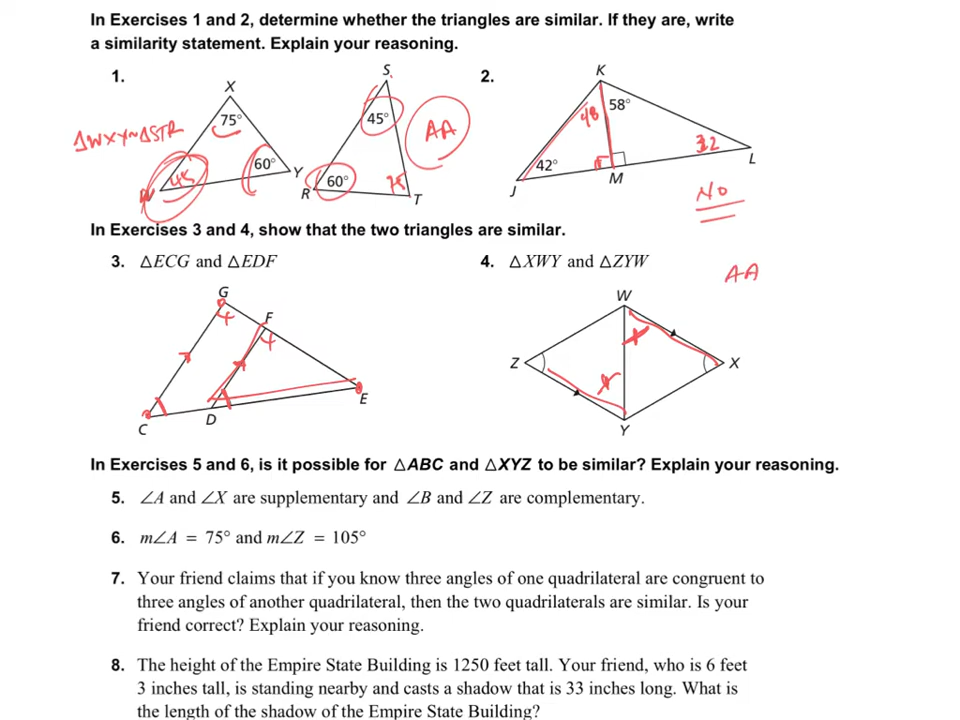 In Exercises 1 and 2, determine whether the triangles are similar. If they are, write
a similarity statement. Explain your reasoning.
1.
X
75°
60°
Y
W
45
ΔWXY~ΔSTR
S
45°
60°
R
75
T
AA
2.
K
58°
48
42°
J
M
32
L
No
In Exercises 3 and 4, show that the two triangles are similar.
3. △ECG and △EDF
4. △XWY and △ZYW
AA
G
F
C
D
E
W
Z
X
Y
In Exercises 5 and 6, is it possible for △ABC and △XYZ to be similar? Explain your reasoning.
5. ∠A and ∠X are supplementary and ∠B and ∠Z are complementary.
6. m∠A = 75° and m∠Z = 105°
7. Your friend claims that if you know three angles of one quadrilateral are congruent to
three angles of another quadrilateral, then the two quadrilaterals are similar. Is your
friend correct? Explain your reasoning.
8. The height of the Empire State Building is 1250 feet tall. Your friend, who is 6 feet
3 inches tall, is standing nearby and casts a shadow that is 33 inches long. What is
the length of the shadow of the Empire State Building?